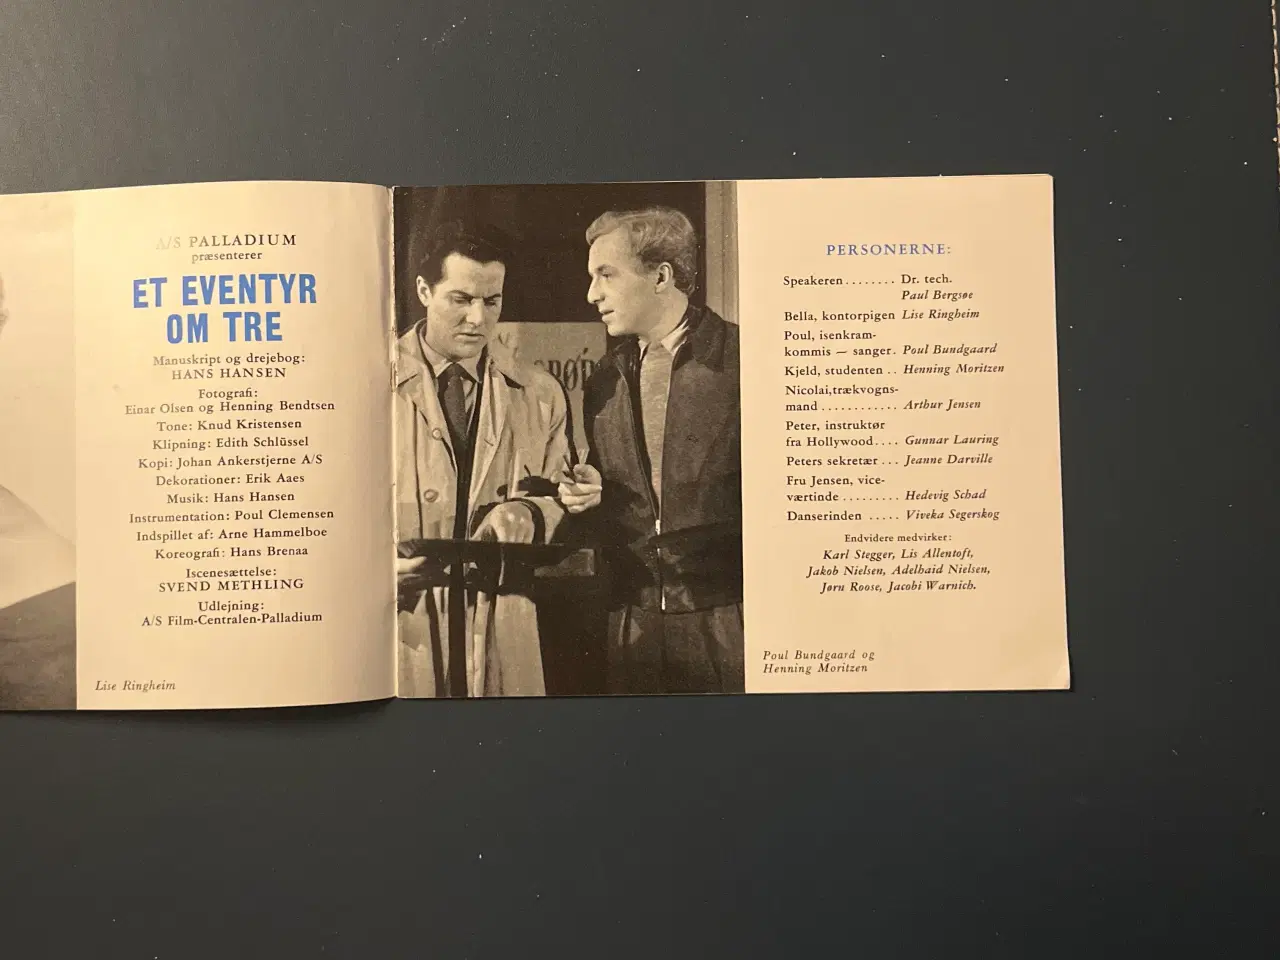 A/S PALLADIUM
præsenterer
ET EVENTYR
OM TRE
Manuskript og drejebog:
HANS HANSEN
Fotografi:
Einar Olsen og Henning Bendtsen
Tone: Knud Kristensen
Klipning: Edith Schlüssel
Kopi: Johan Ankerstjerne A/S
Dekorationer: Erik Aaes
Musik: Hans Hansen
Instrumentation: Poul Clemensen
Indspillet af: Arne Hammelboe
Koreografi: Hans Brenaa
Iscenesættelse:
SVEND METHLING
Udlejning:
A/S Film-Centralen-Palladium
Lise Ringheim
PERSONERNE:
Speakeren........ Dr. tech.
Paul Bergsøe
Bella, kontorpigen Lise Ringheim
Poul, isenkram-
kommis — sanger. Poul Bundgaard
Kjeld, studenten .. Henning Moritzen
Nicolai,trækvogns-
mand ............ Arthur Jensen
Peter, instruktør
fra Hollywood.... Gunnar Lauring
Peters sekretær ... Jeanne Darville
Fru Jensen, vice-
værtinde ......... Hedevig Schad
Danserinden ..... Viveka Segerskog
Endvidere medvirker:
Karl Stegger, Lis Allentoft,
Jakob Nielsen, Adelhaid Nielsen,
Jørn Roose, Jacobi Warnich.
Poul Bundgaard og
Henning Moritzen